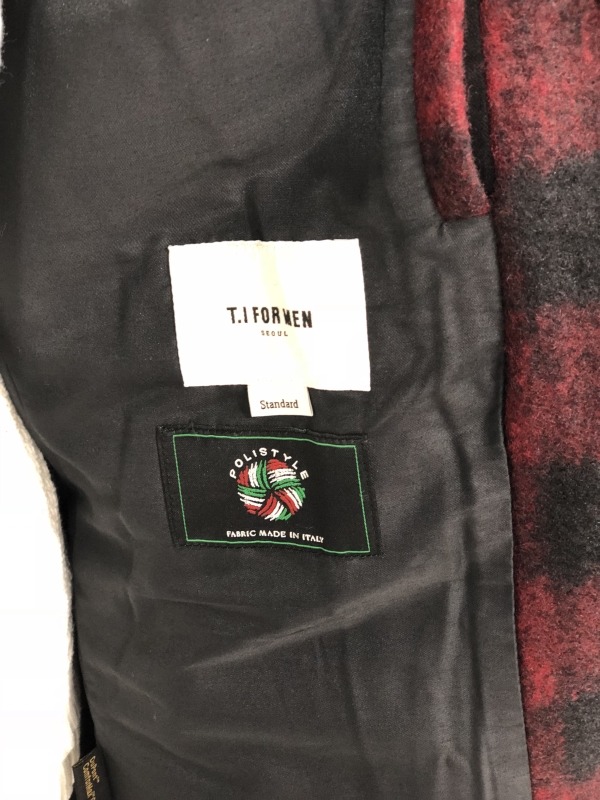 T.I FOR MEN
SEOUL
Standard
POLISTYLE
FABRIC MADE IN ITALY